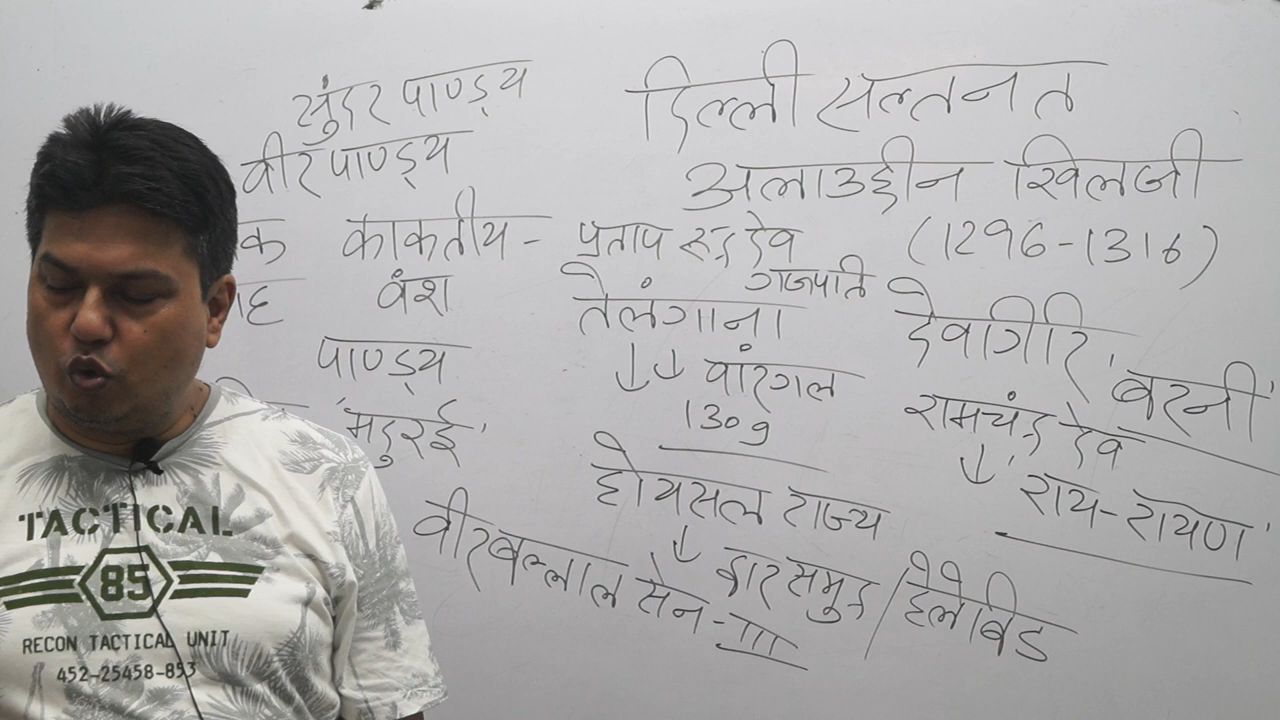 दिल्ली सल्तनत
अलाउद्दीन खिलजी
(1296-1316)
सुंदर पाण्ड्य
वीर पाण्ड्य
क काकतीय - प्रताप रुद्र देव
वंश
गजपति
तेलंगाना
वारंगल
1309
पाण्ड्य
'मदुरई'
देवगिरि 'बरनी'
रामचंद्र देव
'राय-रायण'
होयसल राज्य
द्वारसमुद्र / हैलेबिड
वीरबल्लाल सेन-III
TACTICAL
85
RECON TACTICAL UNIT
452-25458-853